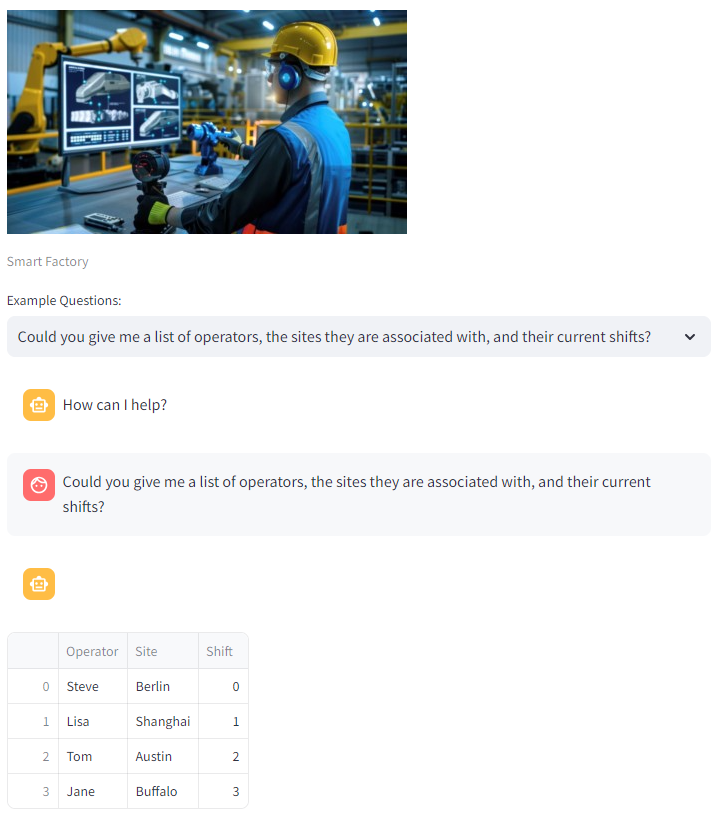 Smart Factory
Example Questions:
Could you give me a list of operators, the sites they are associated with, and their current shifts?
How can I help?
Could you give me a list of operators, the sites they are associated with, and their current
shifts?
Operator Site Shift
0 Steve Berlin 0
1 Lisa Shanghai 1
2 Tom Austin 2
3 Jane Buffalo 3